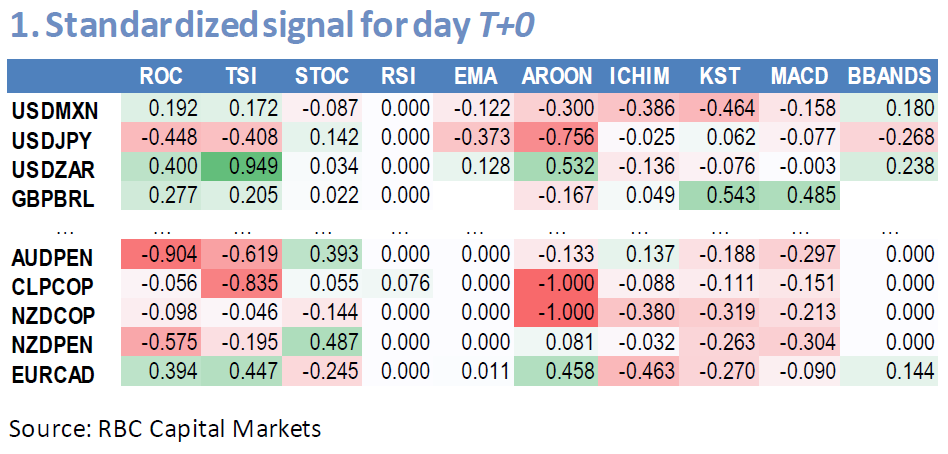 1. Standardized signal for day T+0
ROC TSI STOC RSI EMA AROON ICHIM KST MACD BBANDS
USDMXN 0.192 0.172 -0.087 0.000 -0.122 -0.300 -0.386 -0.464 -0.158 0.180
USDJPY -0.448 -0.408 0.142 0.000 -0.373 -0.756 -0.025 0.062 -0.077 -0.268
USDZAR 0.400 0.949 0.034 0.000 0.128 0.532 -0.136 -0.076 -0.003 0.238
GBPBRL 0.277 0.205 0.022 0.000 -0.167 0.049 0.543 0.485
... ... ... ... ... ... ... ... ... ... ...
AUDPEN -0.904 -0.619 0.393 0.000 0.000 -0.133 0.137 -0.188 -0.297 0.000
CLPCOP -0.056 -0.835 0.055 0.076 0.000 -1.000 -0.088 -0.111 -0.151 0.000
NZDCOP -0.098 -0.046 -0.144 0.000 0.000 -1.000 -0.380 -0.319 -0.213 0.000
NZDPEN -0.575 -0.195 0.487 0.000 0.000 0.081 -0.032 -0.263 -0.304 0.000
EURCAD 0.394 0.447 -0.245 0.000 0.011 0.458 -0.463 -0.270 -0.090 0.144
Source: RBC Capital Markets